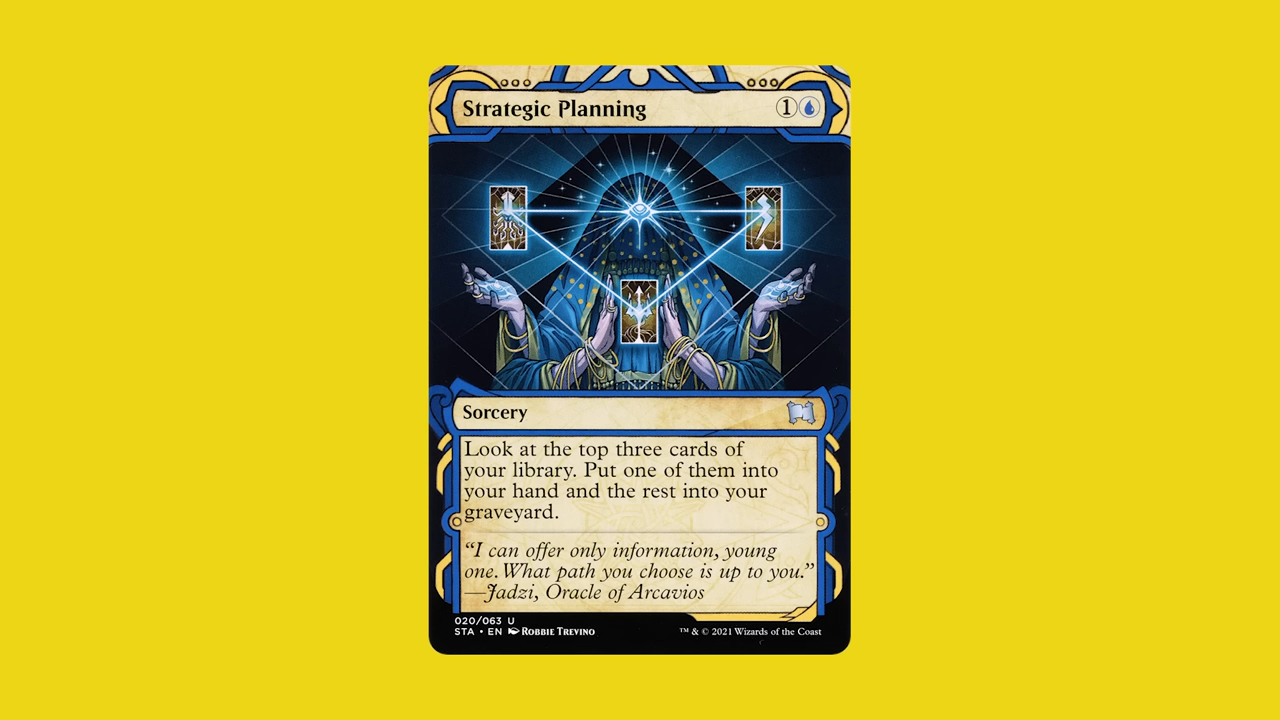 Strategic Planning 1
Sorcery
Look at the top three cards of
your library. Put one of them into
your hand and the rest into your
graveyard.
“I can offer only information, young
one. What path you choose is up to you.”
—Jadzi, Oracle of Arcavios
020/063 U
STA • EN ROBBIE TREVINO
™ & © 2021 Wizards of the Coast